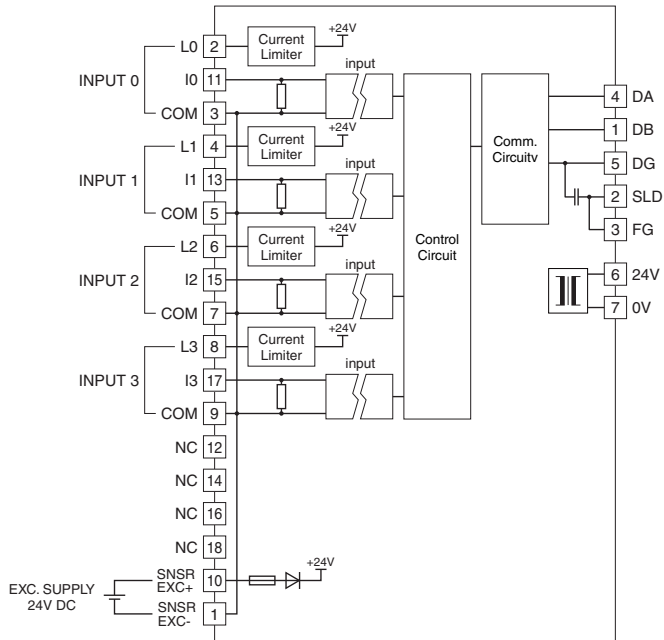 +24V
L0 2 Current
Limiter
input
INPUT 0
I0 11
COM 3
+24V
L1 4 Current
Limiter
input
INPUT 1
I1 13
COM 5
+24V
L2 6 Current
Limiter
input
INPUT 2
I2 15
COM 7
+24V
L3 8 Current
Limiter
input
INPUT 3
I3 17
COM 9
NC 12
NC 14
NC 16
NC 18
+24V
EXC. SUPPLY
24V DC
SNSR
EXC+ 10
SNSR
EXC- 1
Control
Circuit
Comm.
Circuitv
4 DA
1 DB
5 DG
2 SLD
3 FG
6 24V
7 0V